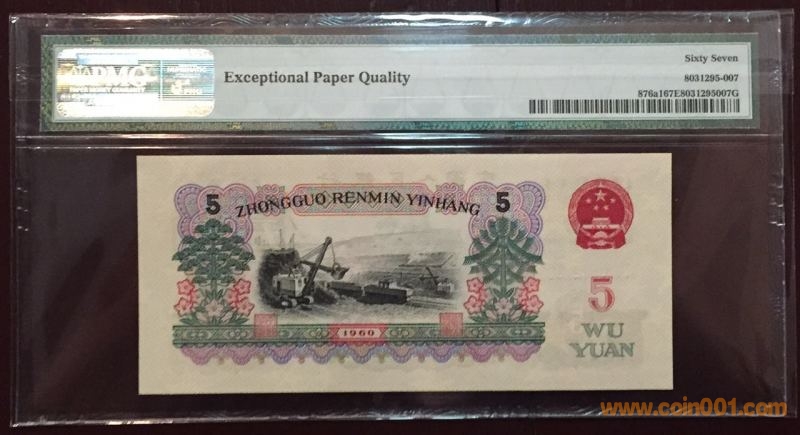 PMG
Exceptional Paper Quality
Sixty Seven
8031295-007
876a167E8031295007G
5
ZHONGGUO RENMIN YINHANG
5
1960
5
WU
YUAN
www.coin001.com